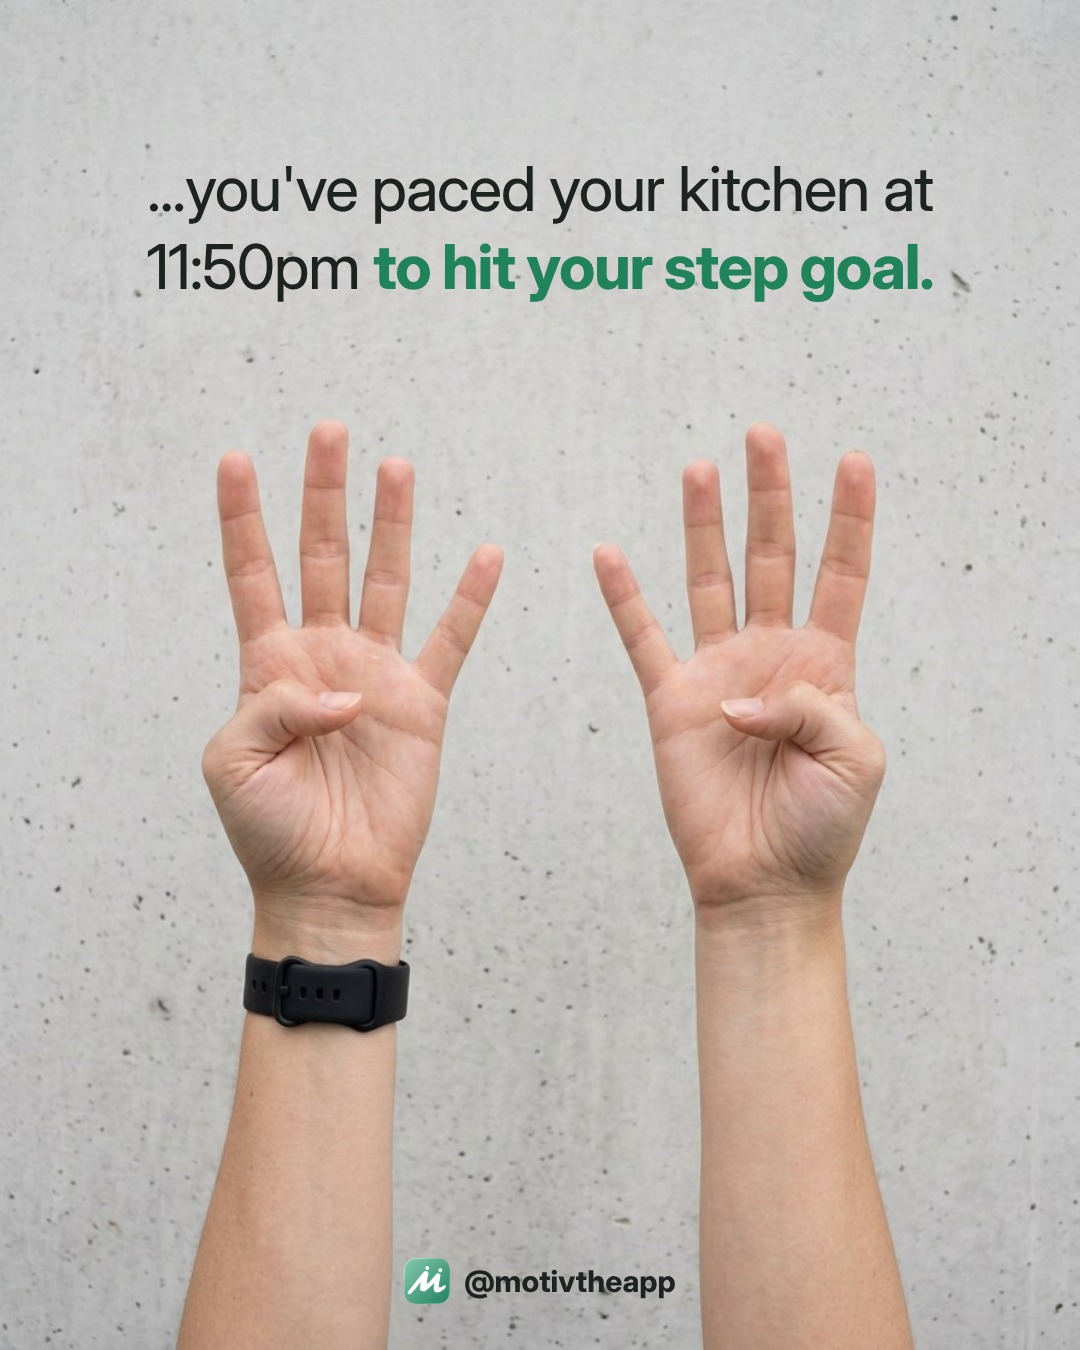 ...you've paced your kitchen at
11:50pm to hit your step goal.
@motivtheapp